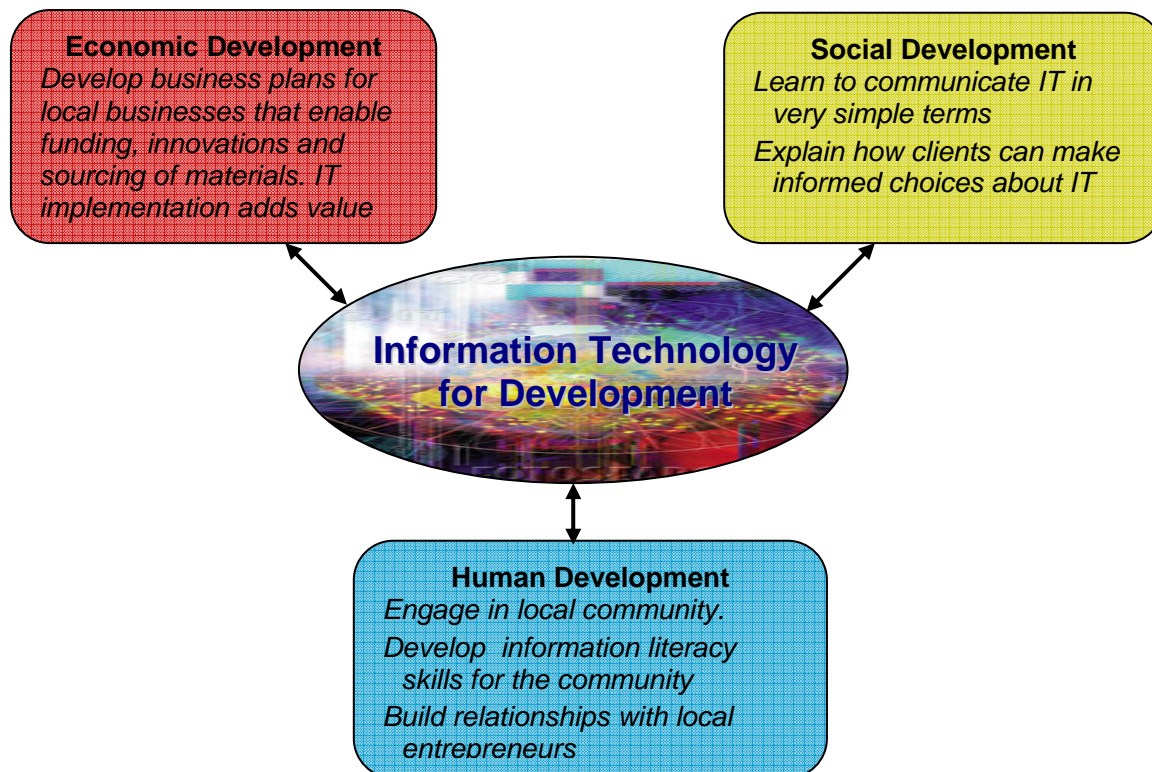 Economic Development
Develop business plans for
local businesses that enable
funding, innovations and
sourcing of materials. IT
implementation adds value
Social Development
Learn to communicate IT in
very simple terms
Explain how clients can make
informed choices about IT
Information Technology
for Development
Human Development
Engage in local community.
Develop information literacy
skills for the community
Build relationships with local
entrepreneurs